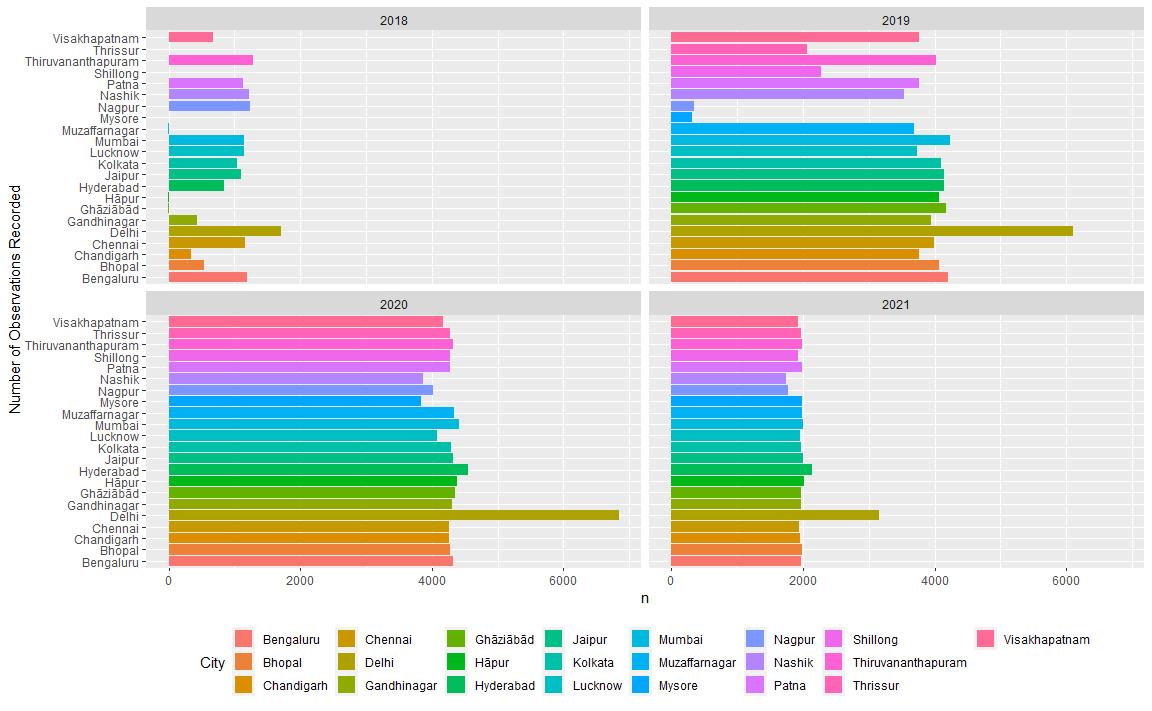 2018
2019
Visakhapatnam
Thrissur
Thiruvananthapuram
Shillong
Patna
Nashik
Nagpur
Mysore
Muzaffarnagar
Mumbai
Lucknow
Kolkata
Jaipur
Hyderabad
Hāpur
Ghāziābād
Gandhinagar
Delhi
Chennai
Chandigarh
Bhopal
Bengaluru
Number of Observations Recorded
2020
2021
Visakhapatnam
Thrissur
Thiruvananthapuram
Shillong
Patna
Nashik
Nagpur
Mysore
Muzaffarnagar
Mumbai
Lucknow
Kolkata
Jaipur
Hyderabad
Hāpur
Ghāziābād
Gandhinagar
Delhi
Chennai
Chandigarh
Bhopal
Bengaluru
0 2000 4000 6000
0 2000 4000 6000
n
City
Bengaluru Chennai Ghāziābād Jaipur Mumbai Nagpur Shillong Visakhapatnam
Bhopal Delhi Hāpur Kolkata Muzaffarnagar Nashik Thiruvananthapuram
Chandigarh Gandhinagar Hyderabad Lucknow Mysore Patna Thrissur